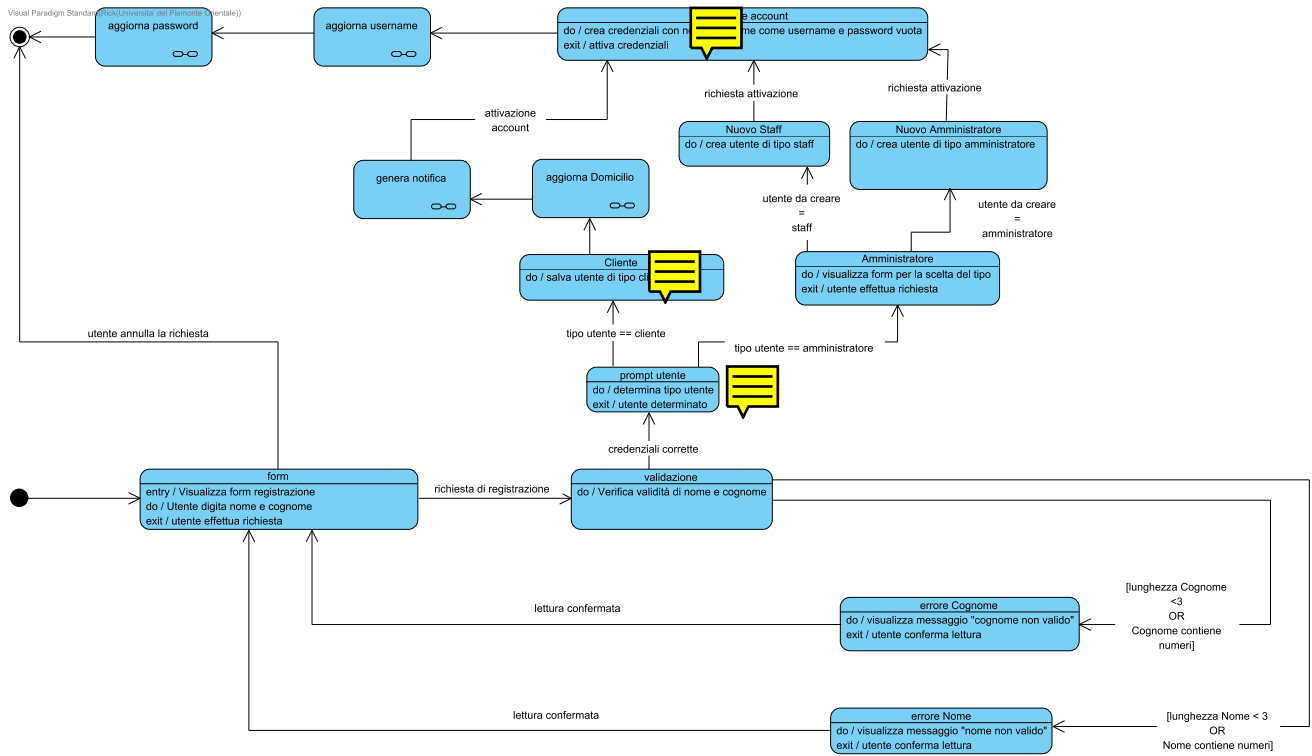 Visual Paradigm Standard(Rick(Universita' del Piemonte Orientale))
aggiorna password
aggiorna username
account
do / crea credenziali con
come username e password vuota
exit / attiva credenziali
attivazione
account
richiesta attivazione
richiesta attivazione
Nuovo Staff
do / crea utente di tipo staff
Nuovo Amministratore
do / crea utente di tipo amministratore
genera notifica
aggiorna Domicilio
utente da creare
=
staff
utente da creare
=
amministratore
Cliente
do / salva utente di tipo
Amministratore
do / visualizza form per la scelta del tipo
exit / utente effettua richiesta
utente annulla la richiesta
tipo utente == cliente
tipo utente == amministratore
prompt utente
do / determina tipo utente
exit / utente determinato
credenziali corrette
form
entry / Visualizza form registrazione
do / Utente digita nome e cognome
exit / utente effettua richiesta
richiesta di registrazione
validazione
do / Verifica validità di nome e cognome
[lunghezza Cognome
<3
OR
Cognome contiene
numeri]
lettura confermata
errore Cognome
do / visualizza messaggio "cognome non valido"
exit / utente conferma lettura
lettura confermata
errore Nome
do / visualizza messaggio "nome non valido"
exit / utente conferma lettura
[lunghezza Nome < 3
OR
Nome contiene numeri]